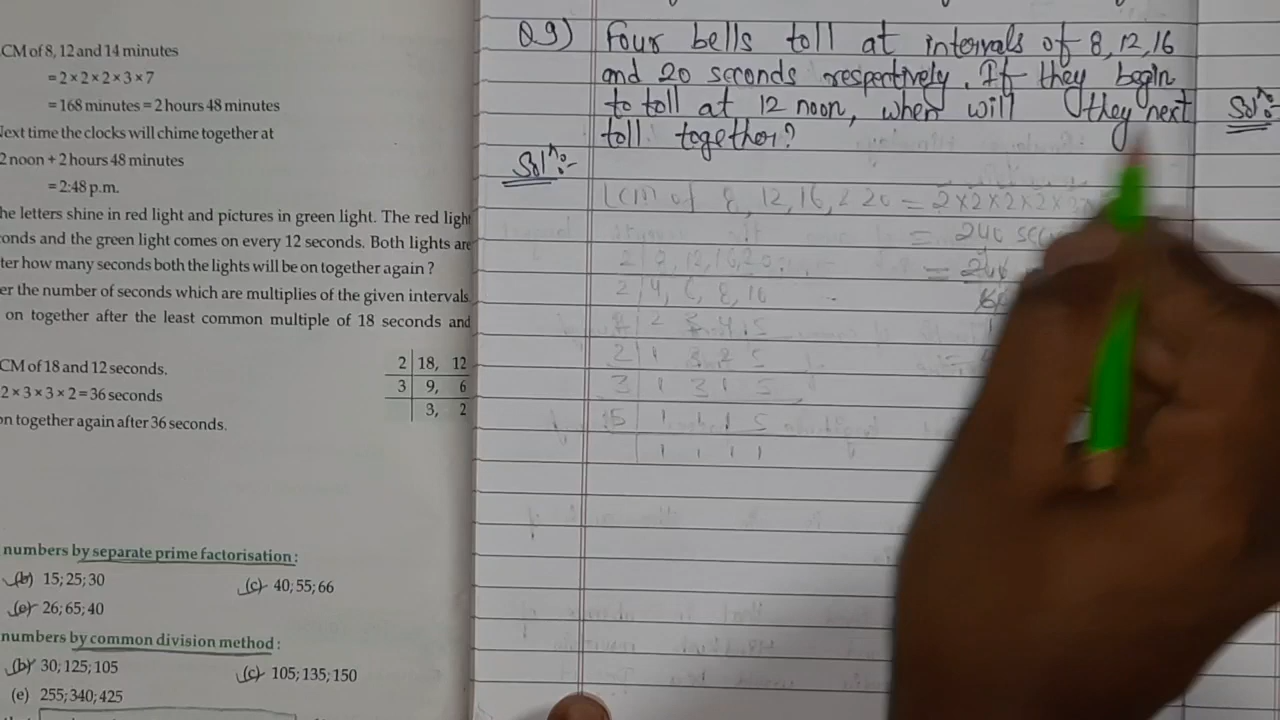 CM of 8, 12 and 14 minutes
= 2 × 2 × 2 × 3 × 7
= 168 minutes = 2 hours 48 minutes
Next time the clocks will chime together at
2 noon + 2 hours 48 minutes
= 2:48 p.m.
he letters shine in red light and pictures in green light. The red light
onds and the green light comes on every 12 seconds. Both lights are
ter how many seconds both the lights will be on together again ?
er the number of seconds which are multiplies of the given intervals
on together after the least common multiple of 18 seconds and
CM of 18 and 12 seconds.
2 × 3 × 3 × 2 = 36 seconds
on together again after 36 seconds.
2 18, 12
3 9, 6
3, 2
numbers by separate prime factorisation :
(b) 15; 25; 30
(c) 40; 55; 66
(e) 26; 65; 40
numbers by common division method :
(b) 30; 125; 105
(c) 105; 135; 150
(e) 255; 340; 425
Q9) Four bells toll at intervals of 8, 12, 16
and 20 seconds respectively. If they begin
to toll at 12 noon, when will they next
toll together?
Solⁿ:-
Solⁿ:-
LCM of 8, 12, 16, 2 20 = 2×2×2×2×
= 240
2 8, 12, 16, 20
2 4, 6, 8, 10
2 2 3 4 5
2 1 3 2 5
3 1 3 1 5
5 1 1 1 5
1 1 1 1